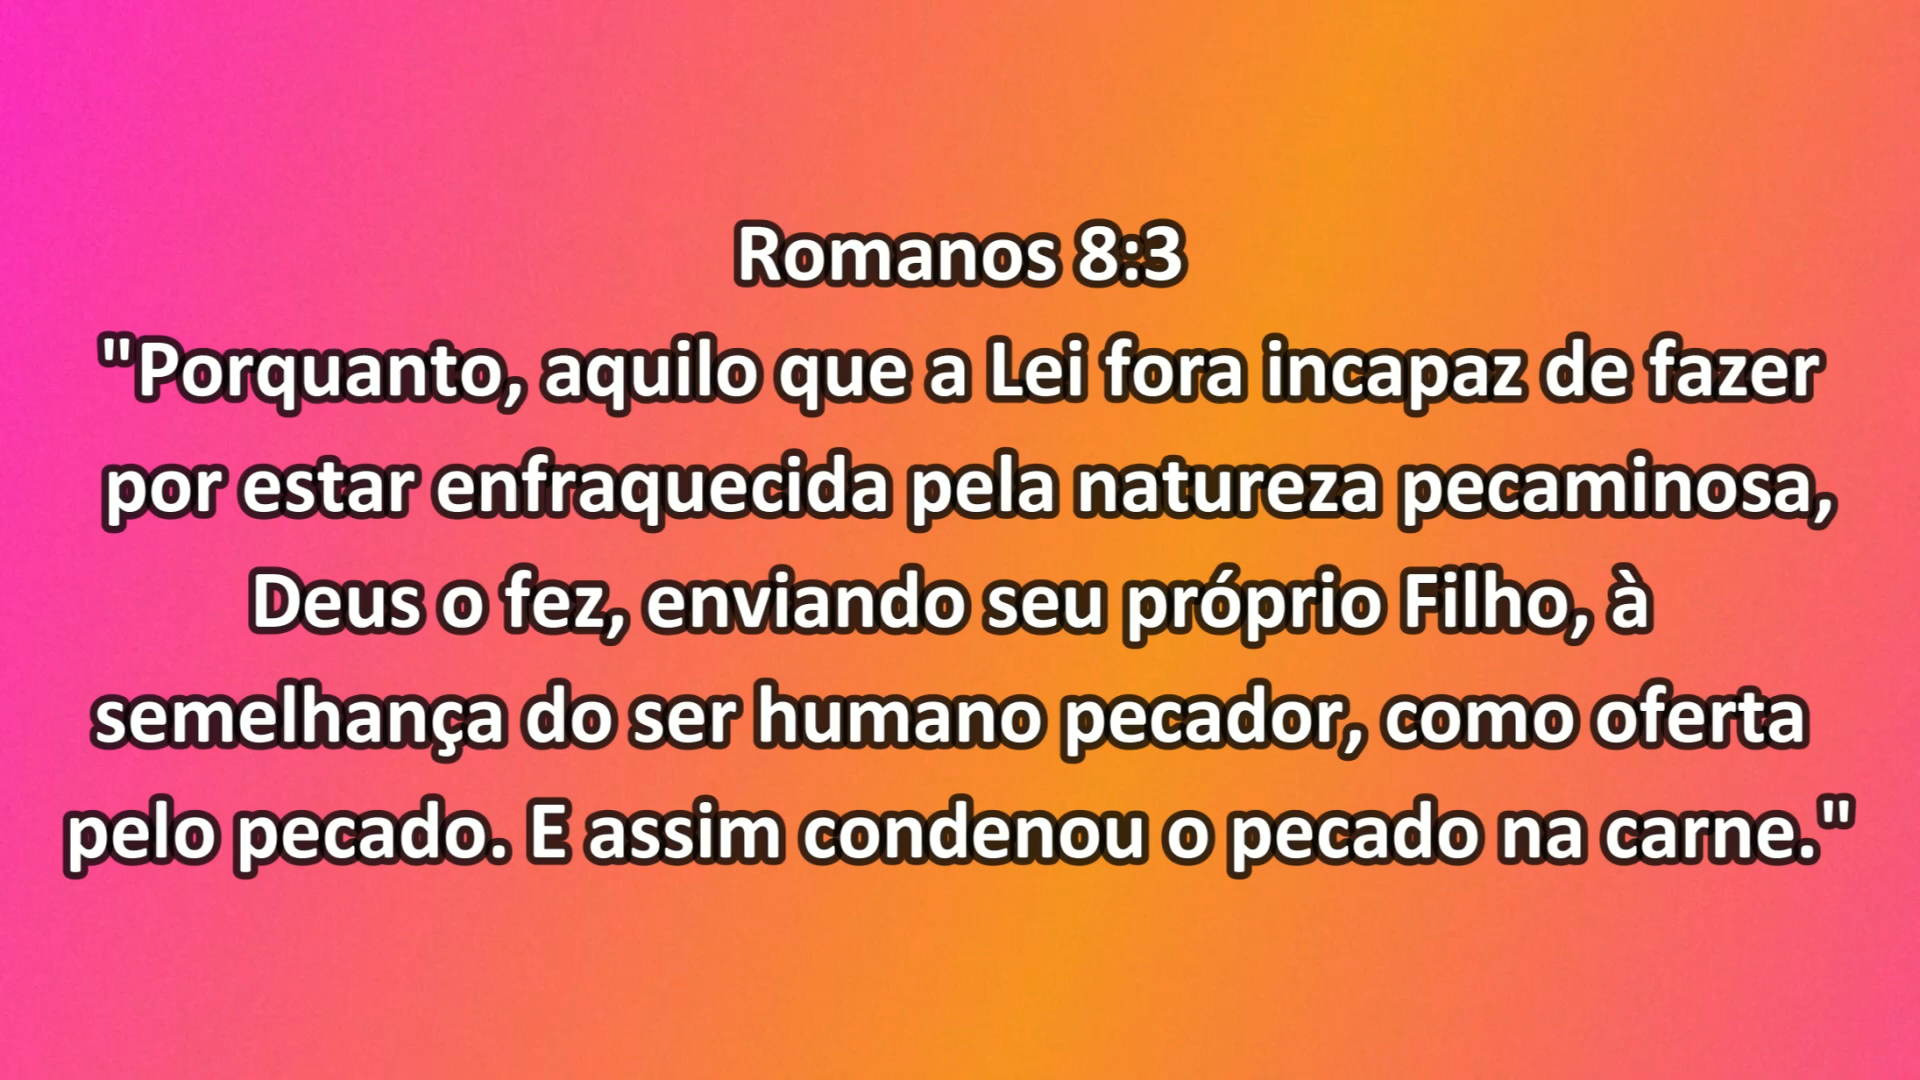 Romanos 8:3
"Porquanto, aquilo que a Lei fora incapaz de fazer
por estar enfraquecida pela natureza pecaminosa,
Deus o fez, enviando seu próprio Filho, à
semelhança do ser humano pecador, como oferta
pelo pecado. E assim condenou o pecado na carne."